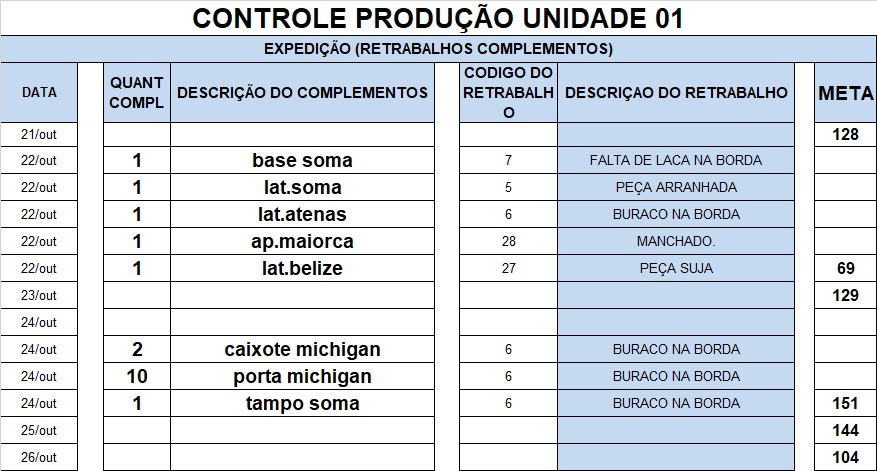 CONTROLE PRODUÇÃO UNIDADE 01
EXPEDIÇÃO (RETRABALHOS COMPLEMENTOS)
DATA QUANT COMPL DESCRIÇÃO DO COMPLEMENTOS CODIGO DO RETRABALHO DESCRIÇAO DO RETRABALHO META
21/out 128
22/out 1 base soma 7 FALTA DE LACA NA BORDA
22/out 1 lat.soma 5 PEÇA ARRANHADA
22/out 1 lat.atenas 6 BURACO NA BORDA
22/out 1 ap.maiorca 28 MANCHADO.
22/out 1 lat.belize 27 PEÇA SUJA 69
23/out 129
24/out
24/out 2 caixote michigan 6 BURACO NA BORDA
24/out 10 porta michigan 6 BURACO NA BORDA
24/out 1 tampo soma 6 BURACO NA BORDA 151
25/out 144
26/out 104